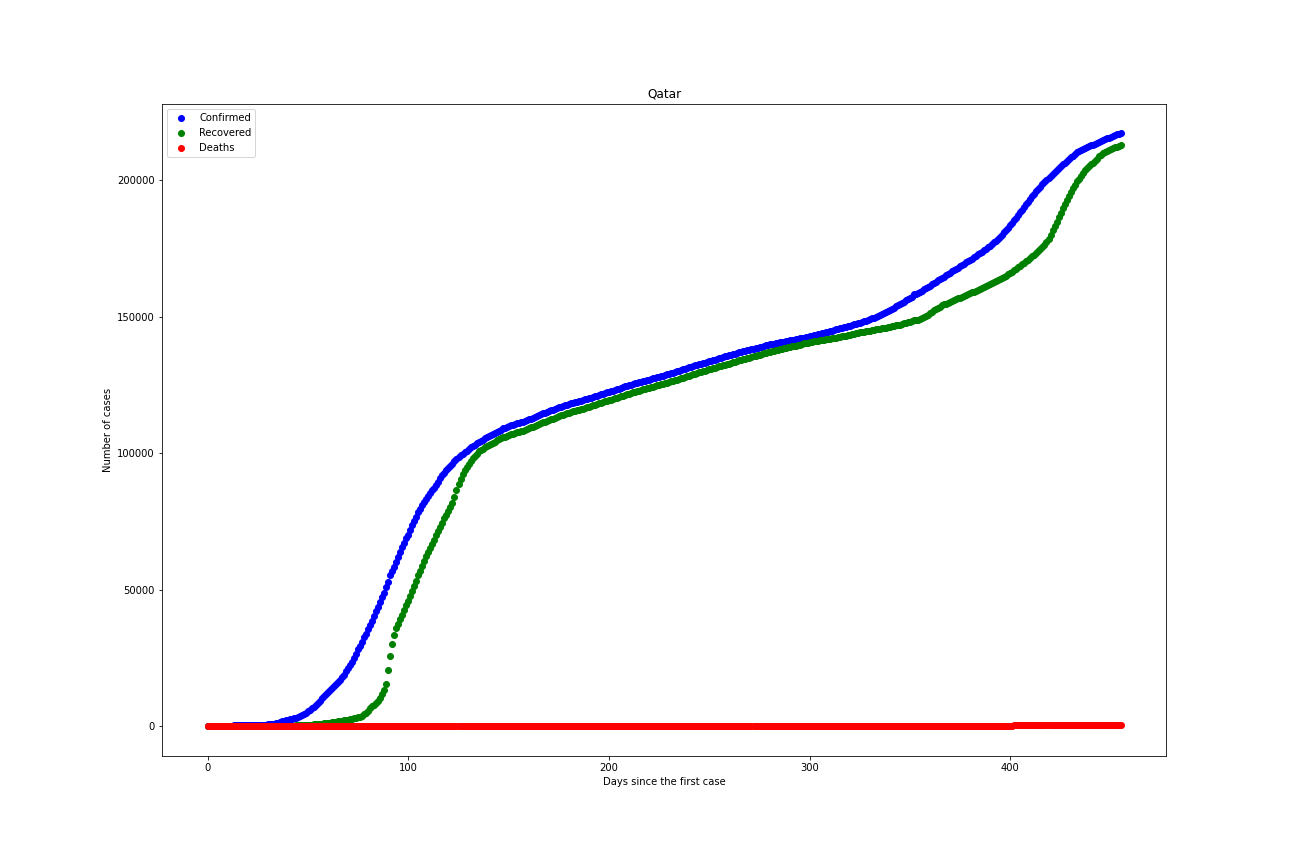 Qatar
Confirmed
Recovered
Deaths
Number of cases
200000
150000
100000
50000
0
0 100 200 300 400
Days since the first case